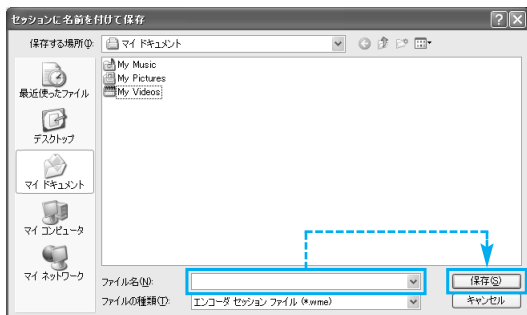 セッションに名前を付けて保存
保存する場所(I):
マイ ドキュメント
My Music
My Pictures
My Videos
最近使ったファイル
デスクトップ
マイ ドキュメント
マイ コンピュータ
マイ ネットワーク
ファイル名(N):
保存(S)
ファイルの種類(T):
エンコーダ セッション ファイル (*.wme)
キャンセル